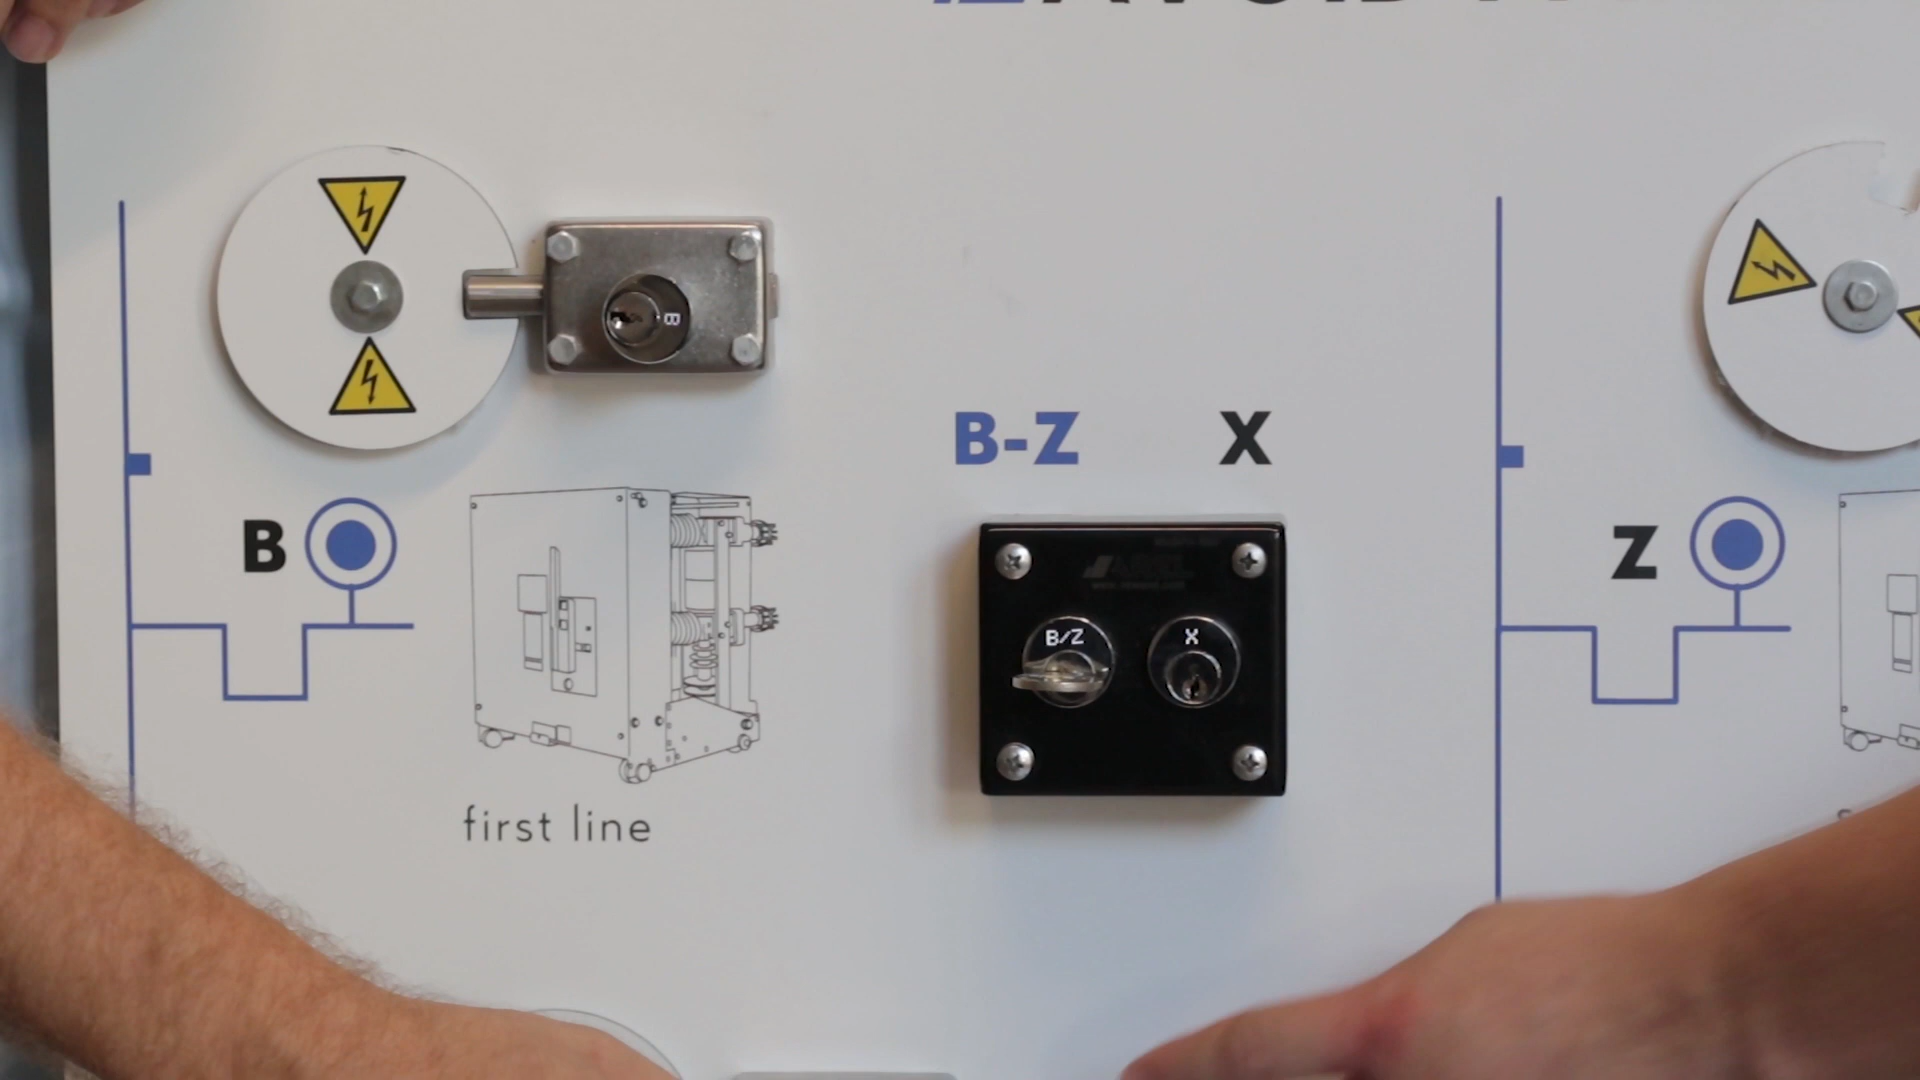 B
B-Z X
B
Z
B/Z X
first line